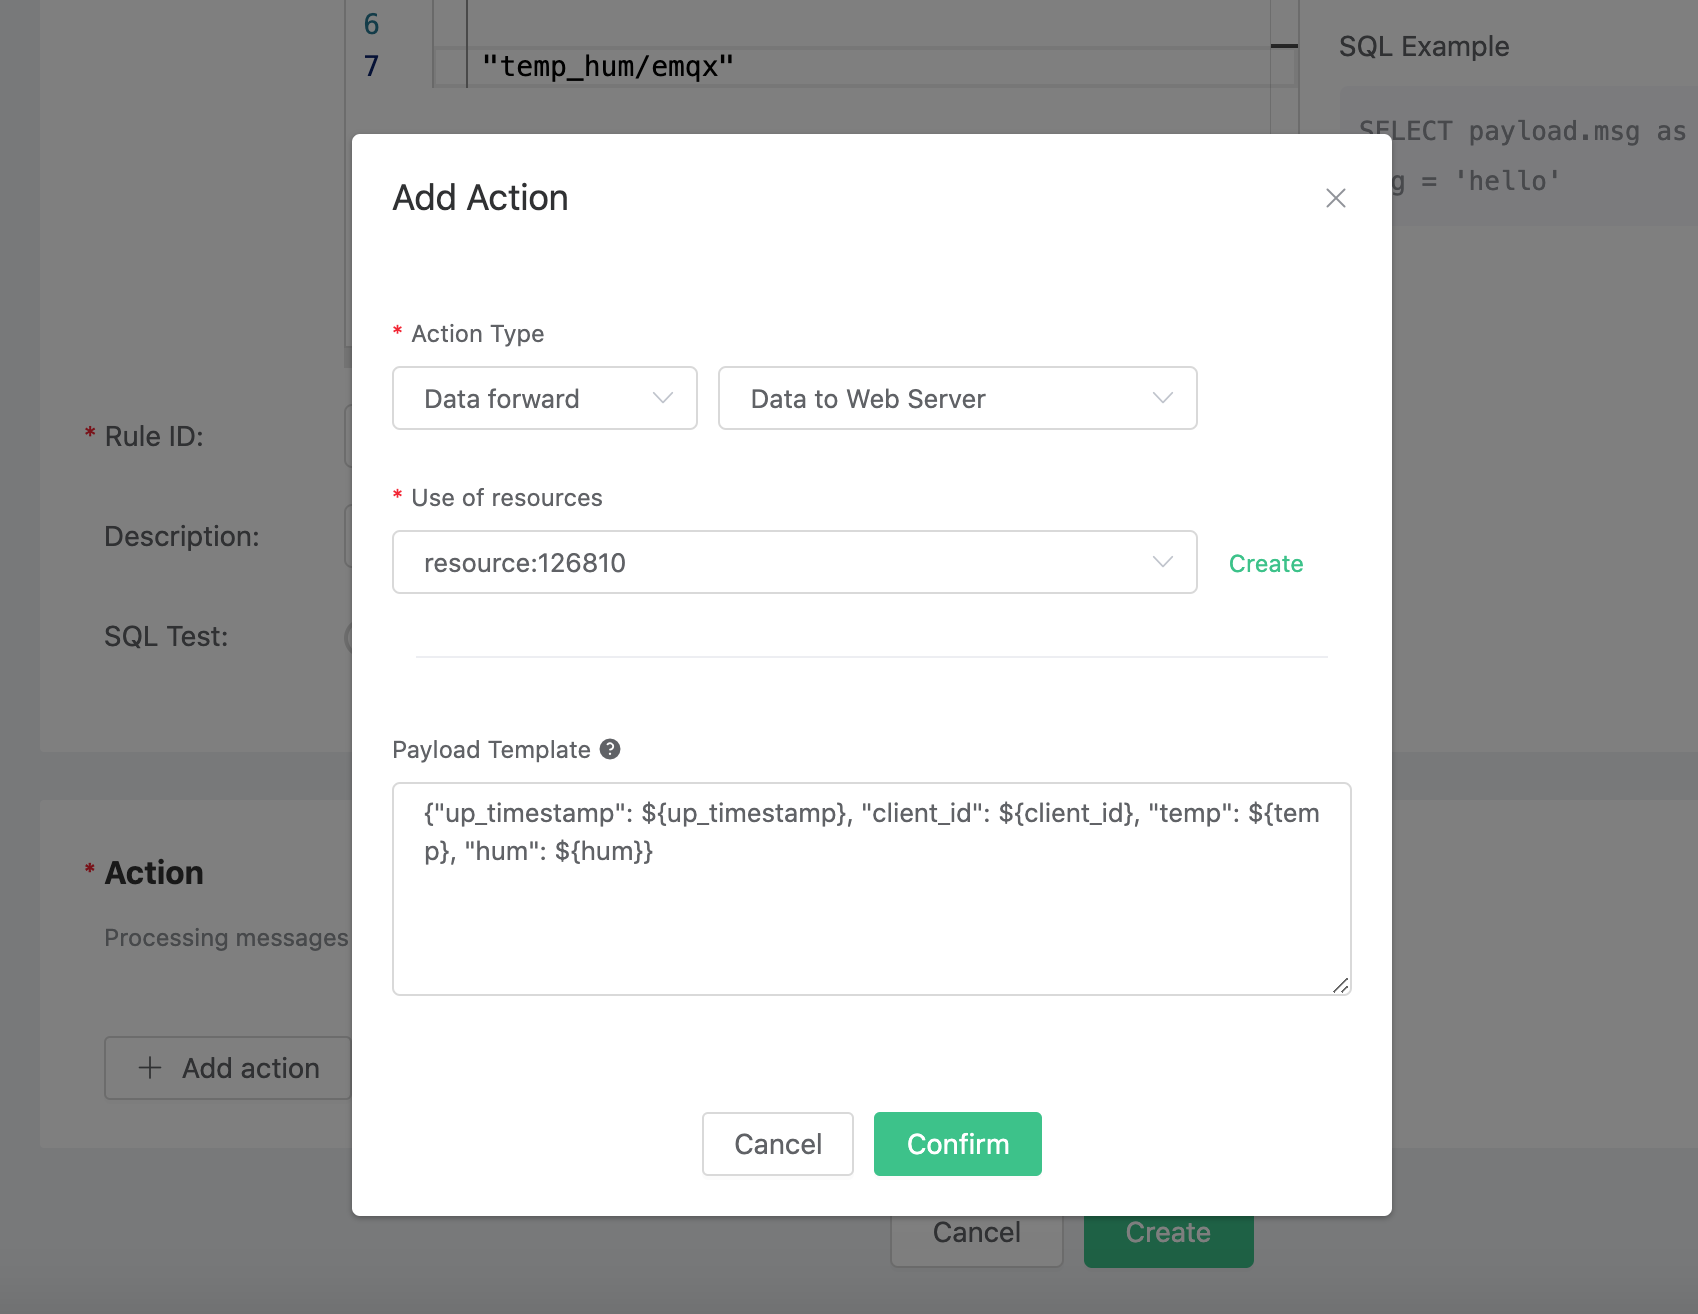 6
7
"temp_hum/emqx"
SQL Example
SELECT payload.msg as
= 'hello'
Add Action
* Action Type
Data forward
Data to Web Server
* Use of resources
resource:126810
Create
Payload Template ?
{"up_timestamp": ${up_timestamp}, "client_id": ${client_id}, "temp": ${tem
p}, "hum": ${hum}}
Cancel
Confirm
* Rule ID:
Description:
SQL Test:
* Action
Processing messages
Add action
Cancel
Create